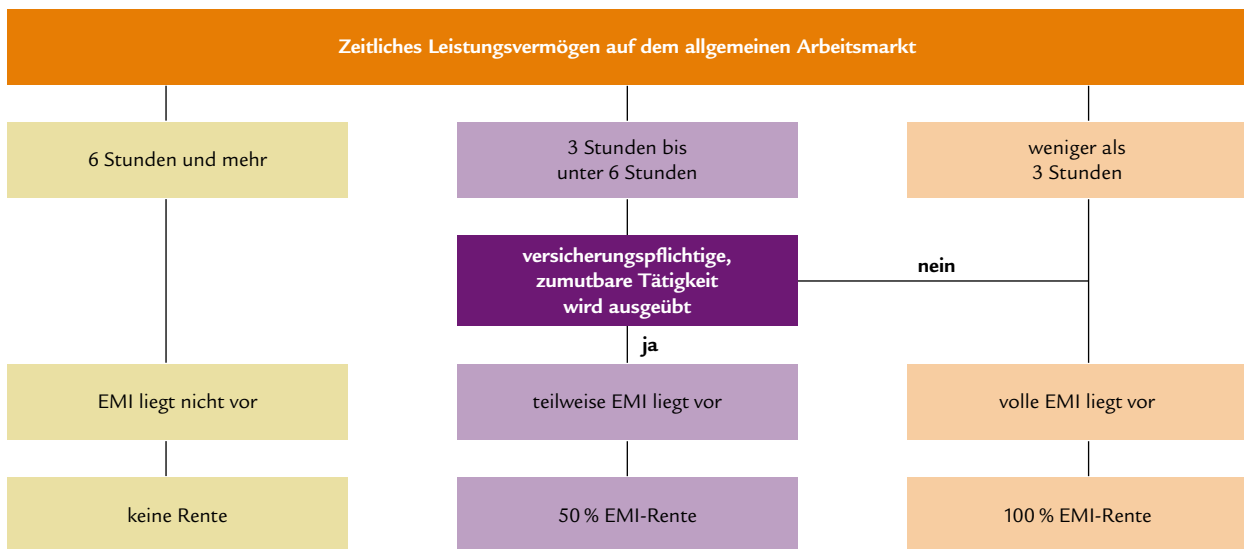 Zeitliches Leistungsvermögen auf dem allgemeinen Arbeitsmarkt
6 Stunden und mehr
3 Stunden bis
unter 6 Stunden
weniger als
3 Stunden
versicherungspflichtige,
zumutbare Tätigkeit
wird ausgeübt
nein
ja
EMI liegt nicht vor
teilweise EMI liegt vor
volle EMI liegt vor
keine Rente
50 % EMI-Rente
100 % EMI-Rente